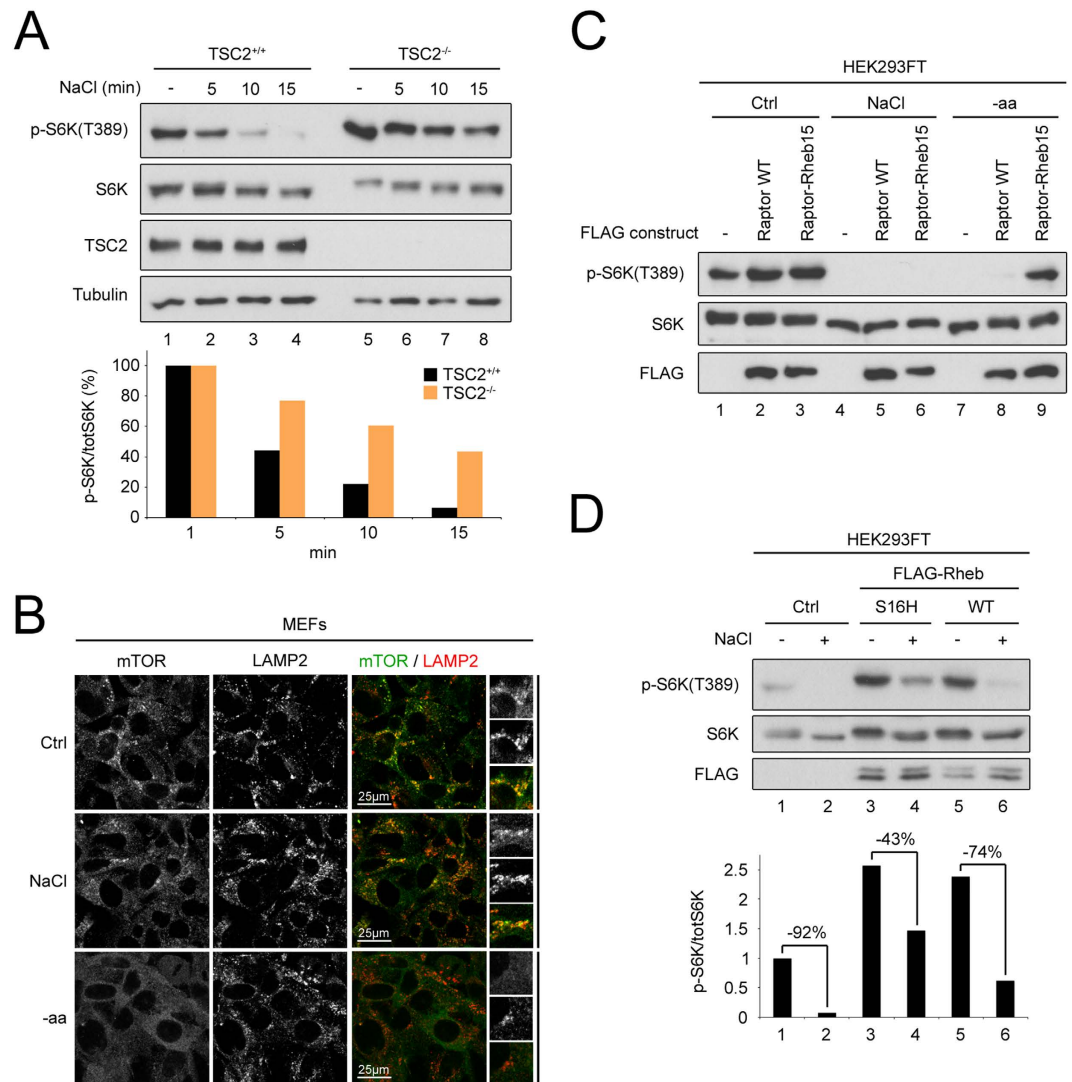 A
TSC2+/+ TSC2-/-
NaCl (min) - 5 10 15 - 5 10 15
p-S6K(T389)
S6K
TSC2
Tubulin
1 2 3 4 5 6 7 8
p-S6K/totS6K (%)
100
80
60
40
20
0
TSC2+/+
TSC2-/-
1 5 10 15
min
B
MEFs
mTOR LAMP2 mTOR / LAMP2
Ctrl
25μm
NaCl
25μm
-aa
25μm
C
HEK293FT
Ctrl NaCl -aa
FLAG construct - Raptor WT Raptor-Rheb15 - Raptor WT Raptor-Rheb15 - Raptor WT Raptor-Rheb15
p-S6K(T389)
S6K
FLAG
1 2 3 4 5 6 7 8 9
D
HEK293FT
FLAG-Rheb
Ctrl S16H WT
NaCl - + - + - +
p-S6K(T389)
S6K
FLAG
1 2 3 4 5 6
p-S6K/totS6K
2.5
2
1.5
1
0.5
0
-92%
-43%
-74%
1 2 3 4 5 6